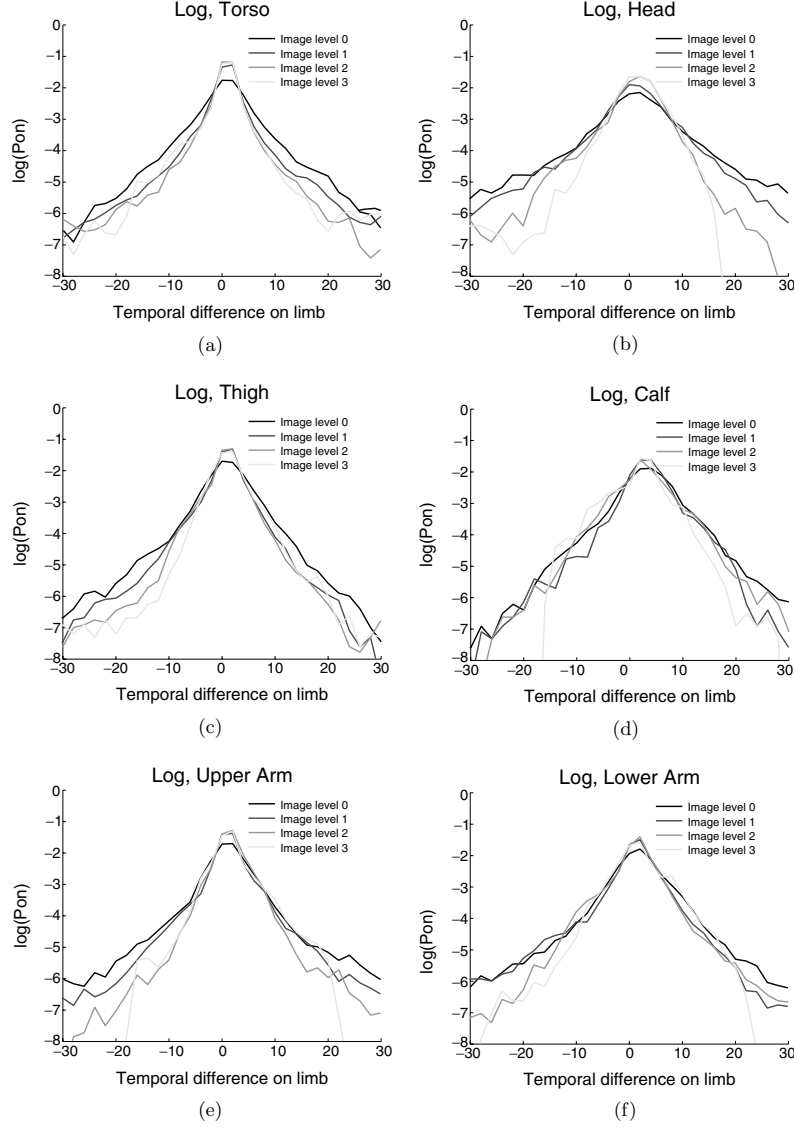 Log, Torso
0
−1
−2
−3
−4
−5
−6
−7
−8
log(Pon)
Image level 0
Image level 1
Image level 2
Image level 3
−30 −20 −10 0 10 20 30
Temporal difference on limb
(a)
Log, Head
0
−1
−2
−3
−4
−5
−6
−7
−8
log(Pon)
Image level 0
Image level 1
Image level 2
Image level 3
−30 −20 −10 0 10 20 30
Temporal difference on limb
(b)
Log, Thigh
0
−1
−2
−3
−4
−5
−6
−7
−8
log(Pon)
Image level 0
Image level 1
Image level 2
Image level 3
−30 −20 −10 0 10 20 30
Temporal difference on limb
(c)
Log, Calf
0
−1
−2
−3
−4
−5
−6
−7
−8
log(Pon)
Image level 0
Image level 1
Image level 2
Image level 3
−30 −20 −10 0 10 20 30
Temporal difference on limb
(d)
Log, Upper Arm
0
−1
−2
−3
−4
−5
−6
−7
−8
log(Pon)
Image level 0
Image level 1
Image level 2
Image level 3
−30 −20 −10 0 10 20 30
Temporal difference on limb
(e)
Log, Lower Arm
0
−1
−2
−3
−4
−5
−6
−7
−8
log(Pon)
Image level 0
Image level 1
Image level 2
Image level 3
−30 −20 −10 0 10 20 30
Temporal difference on limb
(f)